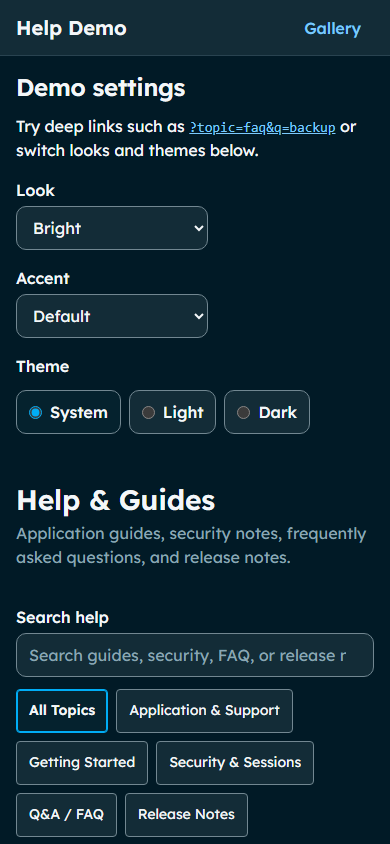 Help Demo
Gallery
Demo settings
Try deep links such as ?topic=faq&q=backup or
switch looks and themes below.
Look
Bright
Accent
Default
Theme
System
Light
Dark
Help & Guides
Application guides, security notes, frequently
asked questions, and release notes.
Search help
Search guides, security, FAQ, or release r
All Topics
Application & Support
Getting Started
Security & Sessions
Q&A / FAQ
Release Notes